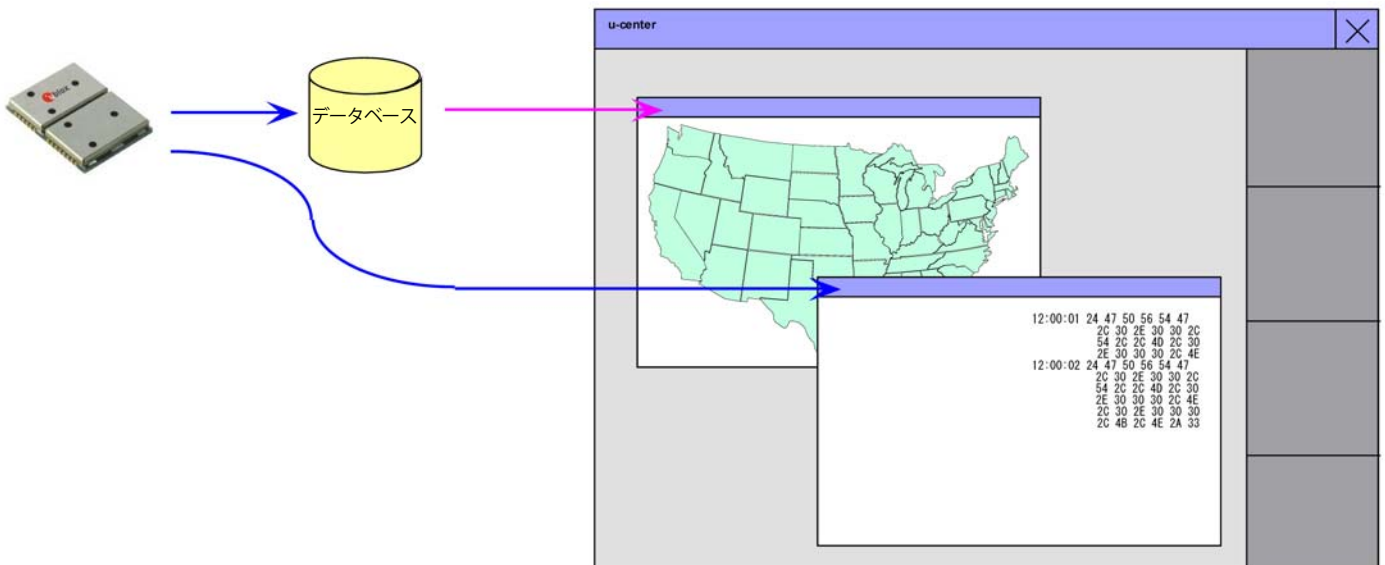 u-center
ublox
データベース
12:00:01 24 47 50 56 54 47
2C 30 2E 30 30 2C
54 2C 2C 4D 2C 30
2E 30 30 30 2C 4E
12:00:02 24 47 50 56 54 47
2C 30 2E 30 30 2C
54 2C 2C 4D 2C 30
2E 30 30 30 2C 4E
2C 30 2E 30 30 30
2C 4B 2C 4E 2A 33